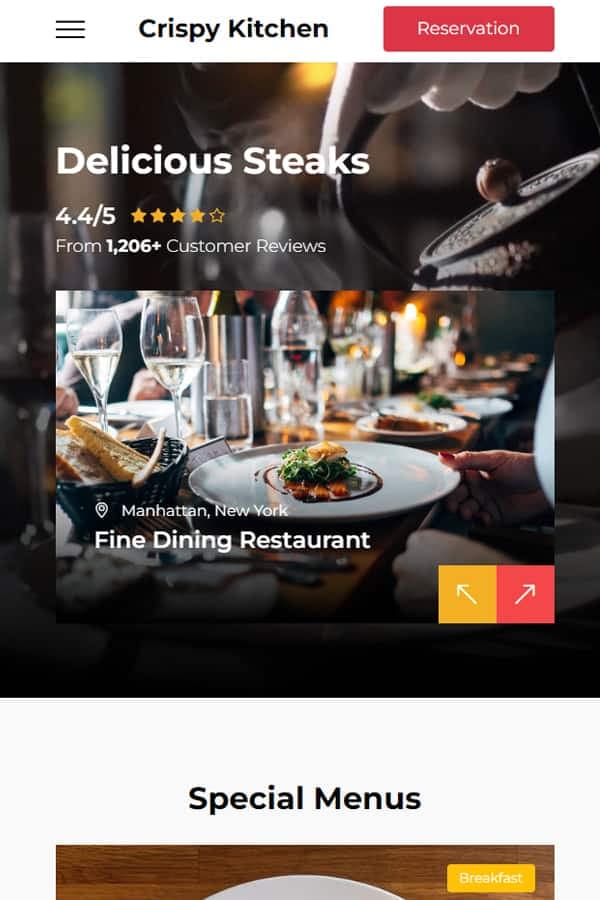 Crispy Kitchen
Reservation
Delicious Steaks
4.4/5
From 1,206+ Customer Reviews
Manhattan, New York
Fine Dining Restaurant
Special Menus
Breakfast